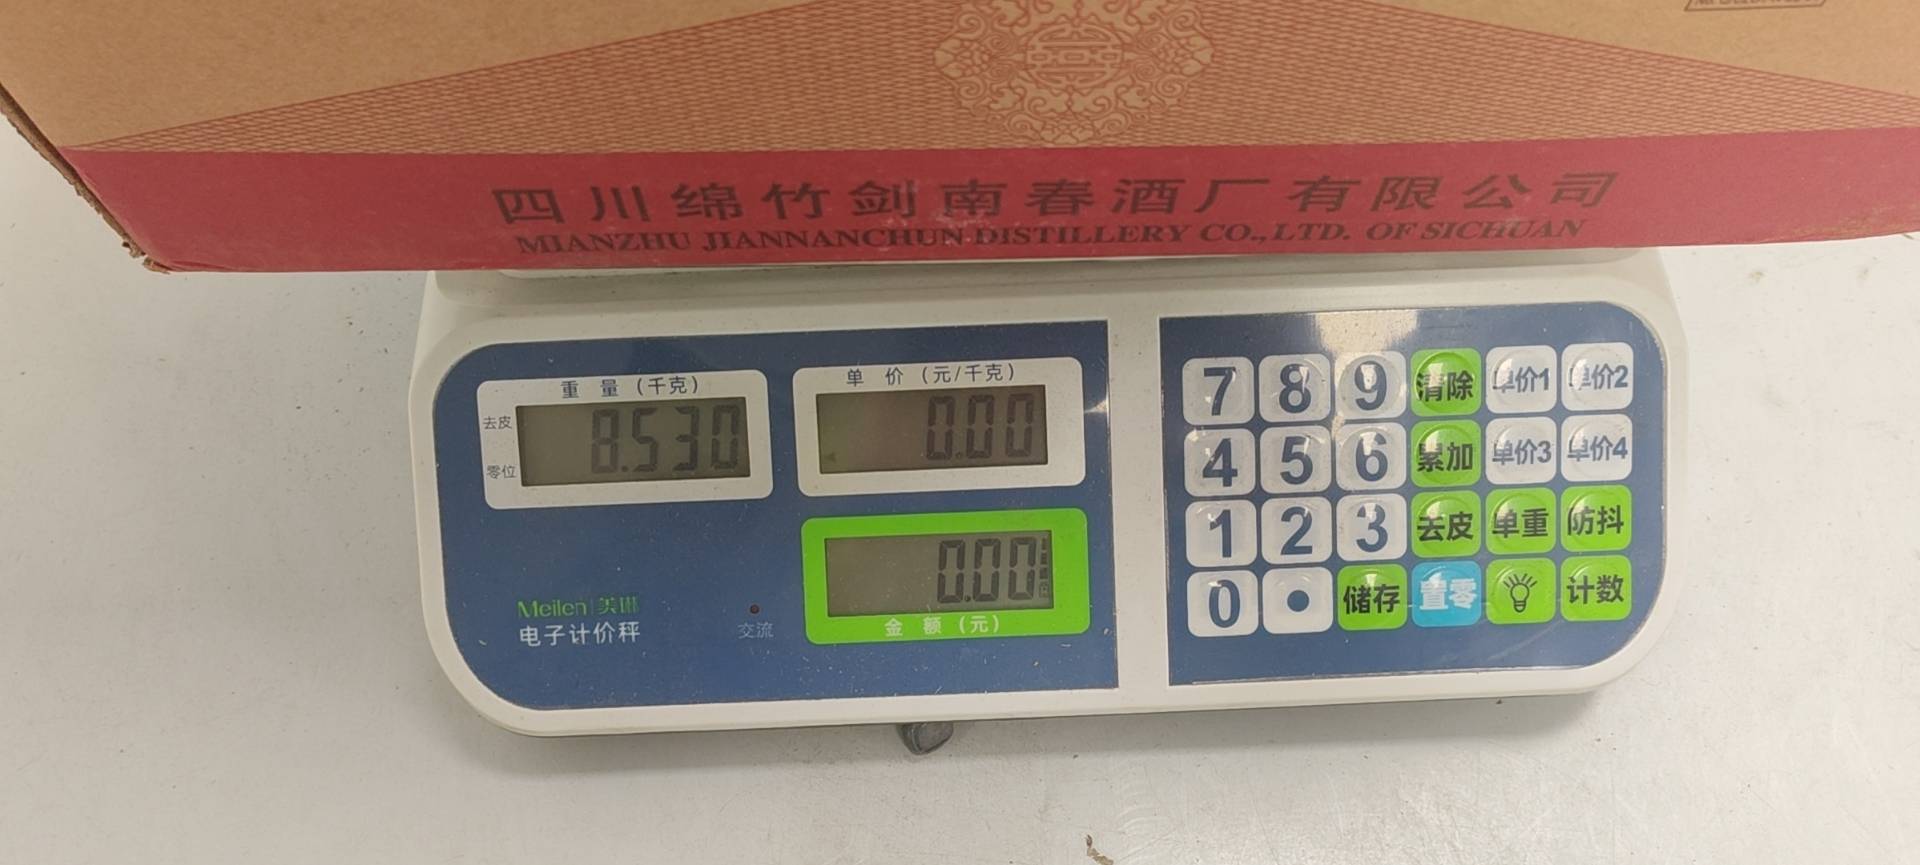 四川绵竹剑南春酒厂有限公司
MIANZHU JIANNANCHUN DISTILLERY CO.,LTD. OF SICHUAN
重 量 (千克)
去皮
8.530
零位
单 价 (元/千克)
0.00
0.00
金 额 (元)
Meilen|美琳
电子计价秤
交流
7 8 9 清除 单价1 单价2
4 5 6 累加 单价3 单价4
1 2 3 去皮 单重 防抖
0 • 储存 置零 计数